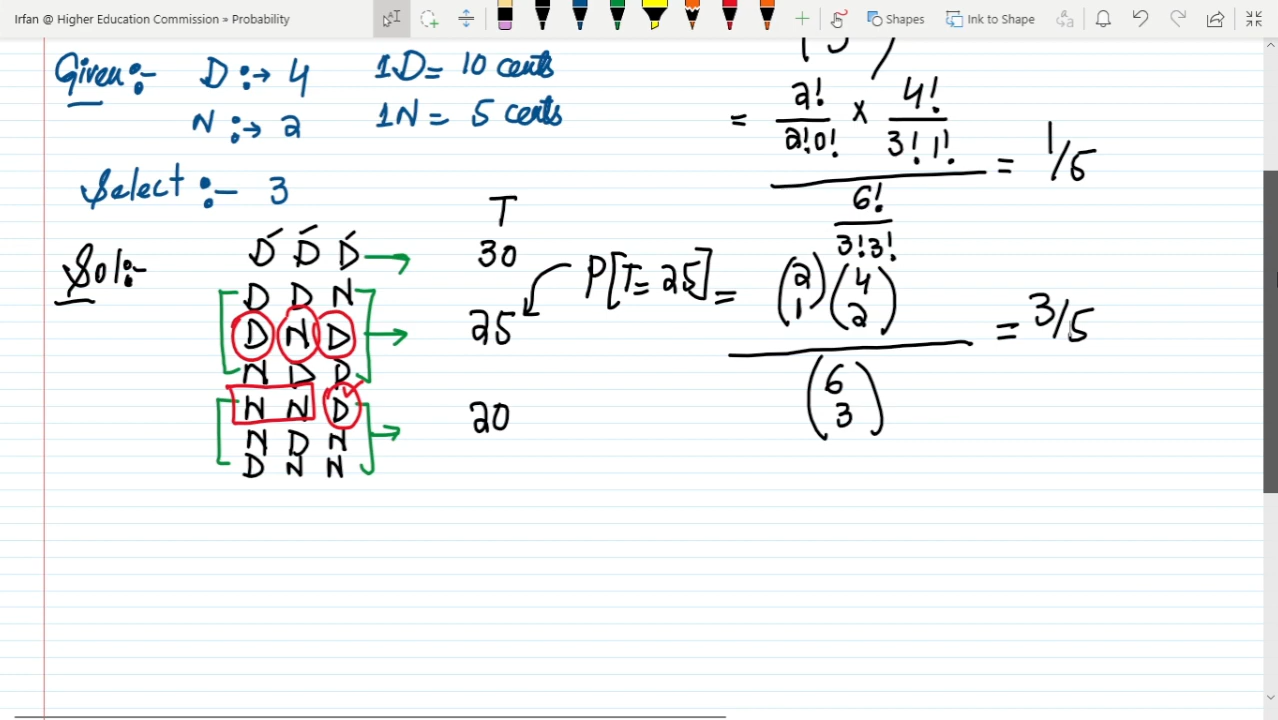 Irfan @ Higher Education Commission » Probability
Shapes
Ink to Shape
Given:- D :→ 4 1D = 10 cents
N :→ 2 1N = 5 cents
Select :- 3
= 2!/2!0! × 4!/3!1! / 6!/3!3! = 1/5
Sol:-
T
D D D → 30
D D N
D N D → 25
N D D
N N D
N D N → 20
D N N
P[T= 25] = (2 1)(4 2) / (6 3) = 3/5